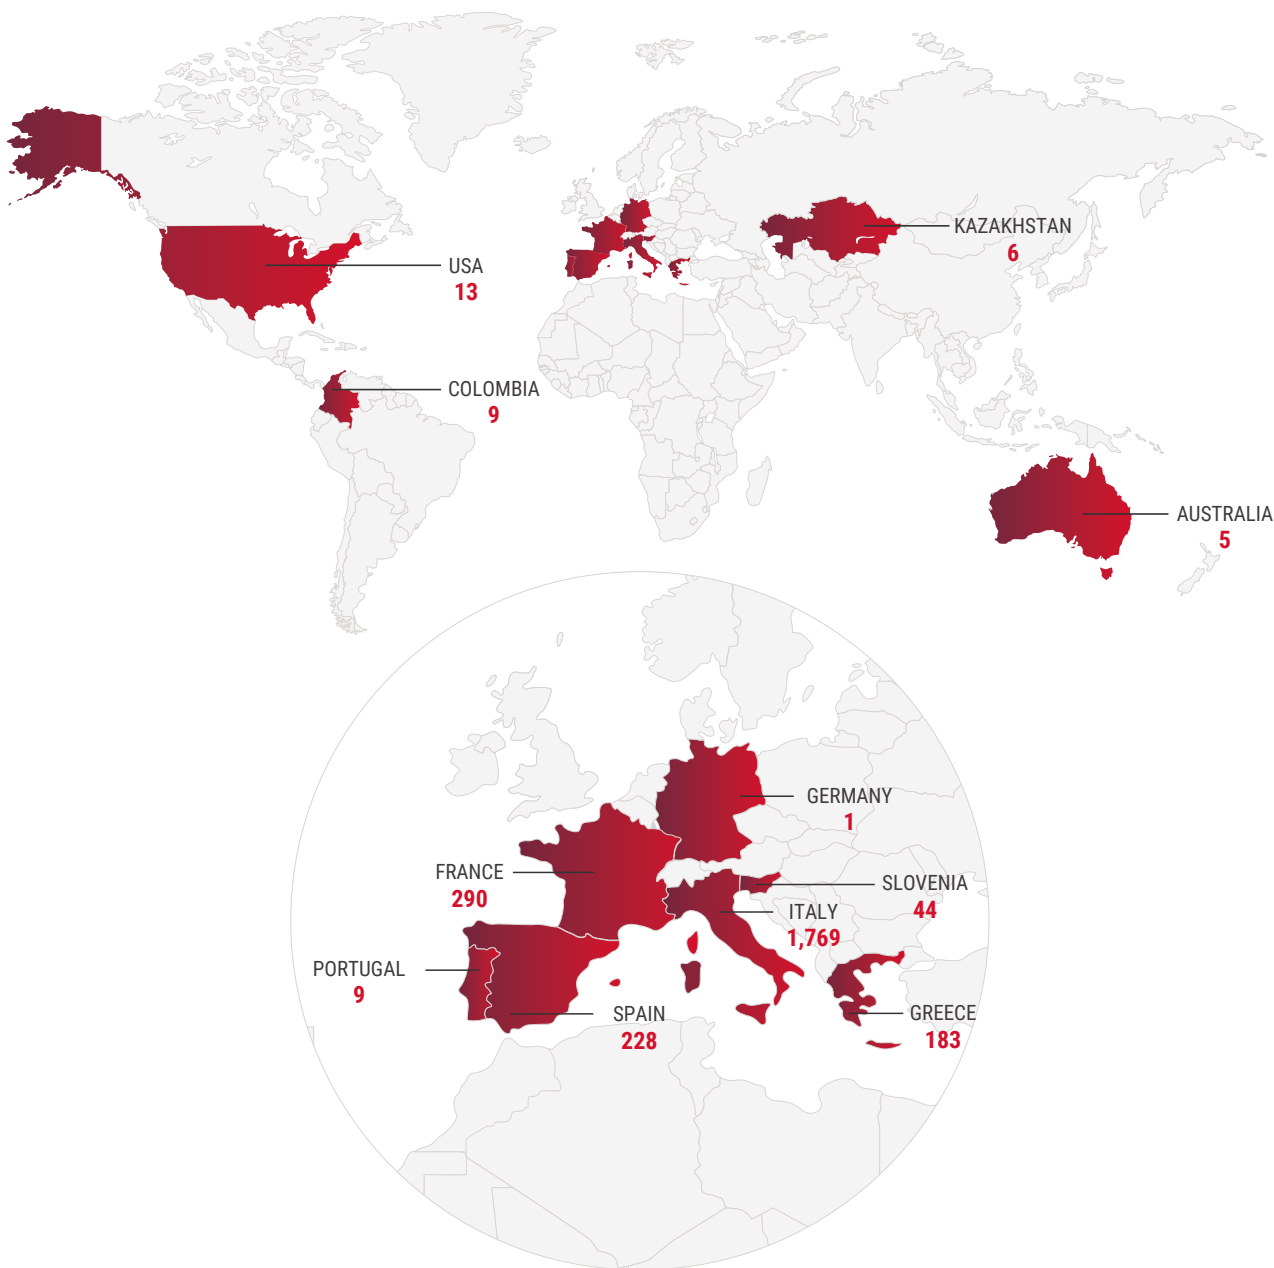 KAZAKHSTAN
6
USA
13
COLOMBIA
9
AUSTRALIA
5
GERMANY
1
FRANCE
290
SLOVENIA
44
ITALY
1,769
PORTUGAL
9
SPAIN
228
GREECE
183